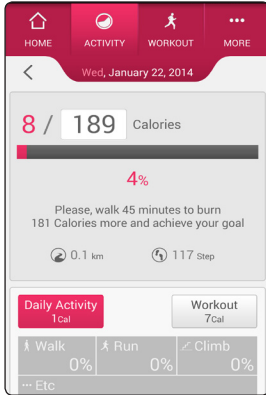 HOME ACTIVITY WORKOUT MORE
Wed, January 22, 2014
8 / 189 Calories
4%
Please, walk 45 minutes to burn
181 Calories more and achieve your goal
0.1 km 117 Step
Daily Activity Workout
1Cal 7Cal
Walk Run Climb
0% 0% 0%
··· Etc